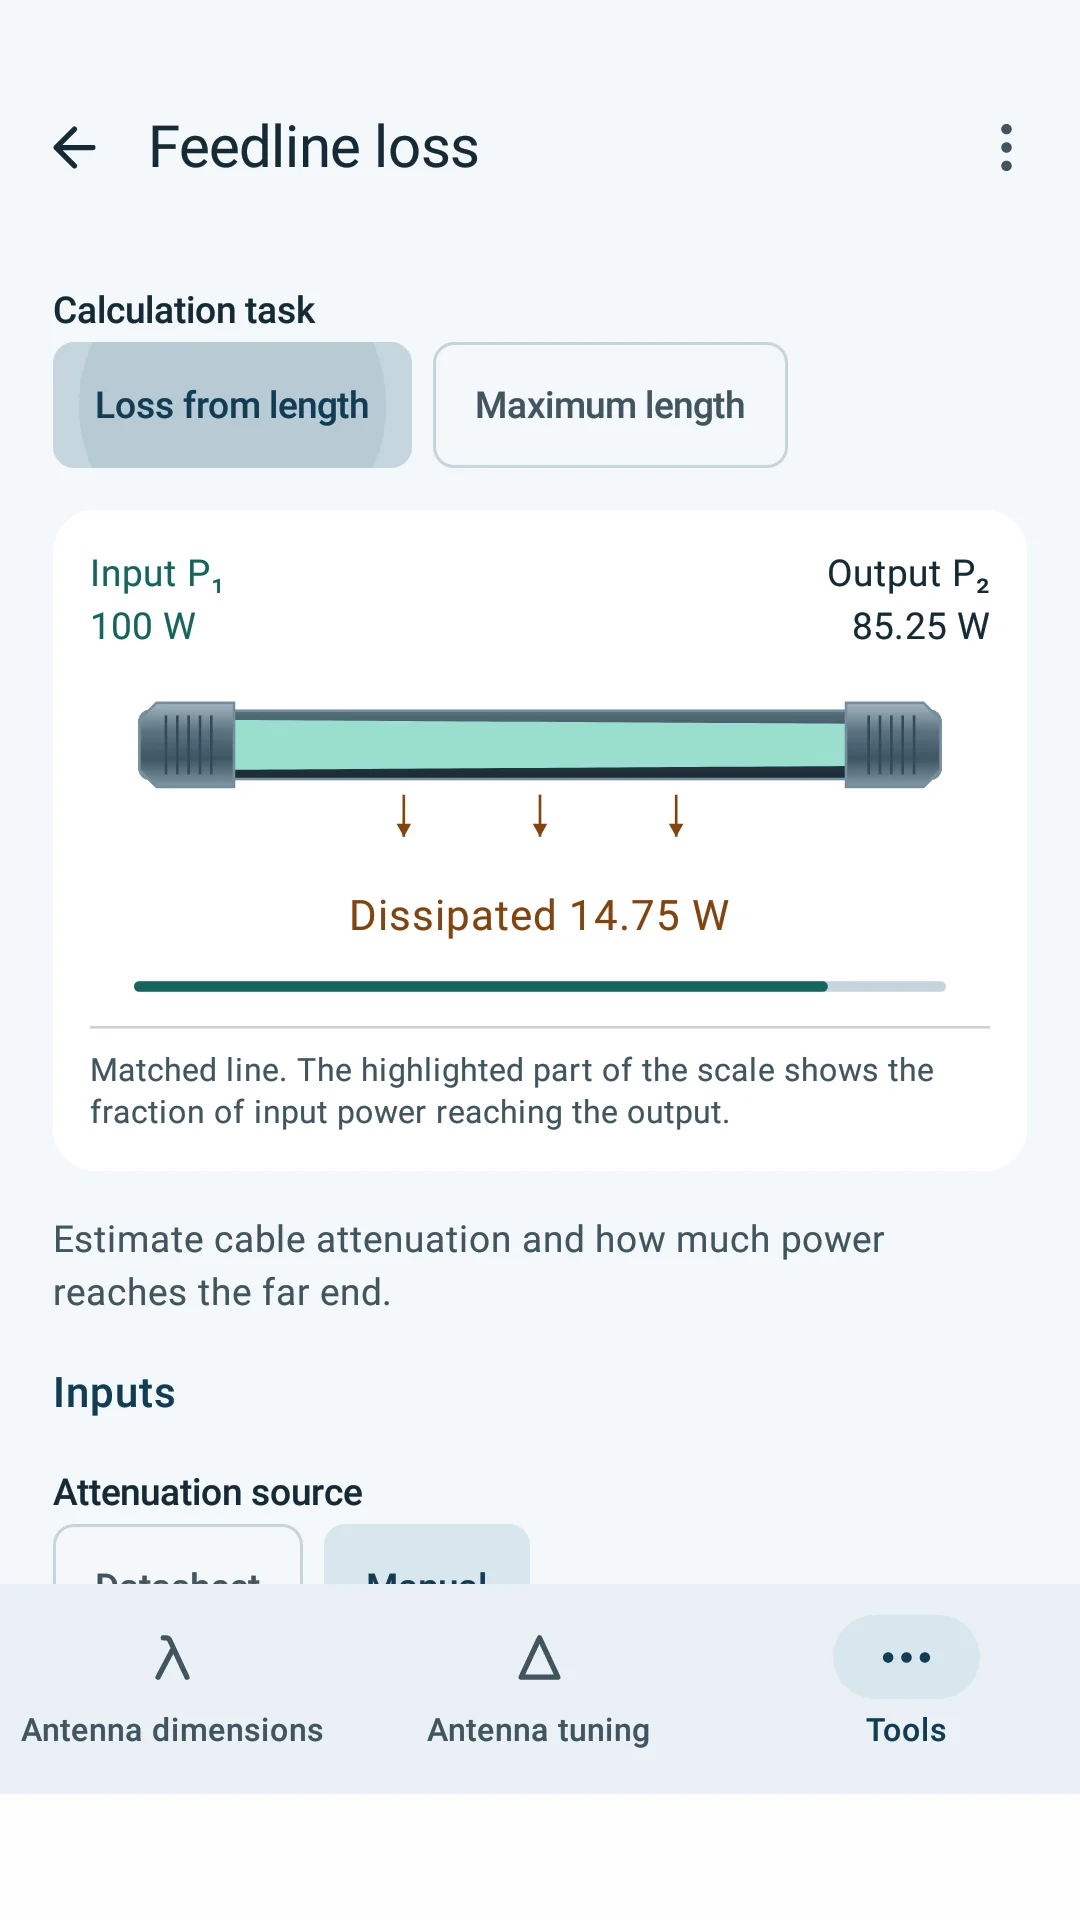 Feedline loss
Calculation task
Loss from length
Maximum length
Input P₁
Output P₂
100 W
85.25 W
Dissipated 14.75 W
Matched line. The highlighted part of the scale shows the
fraction of input power reaching the output.
Estimate cable attenuation and how much power
reaches the far end.
Inputs
Attenuation source
Datasheet
Manual
λ
Δ
Antenna dimensions
Antenna tuning
Tools